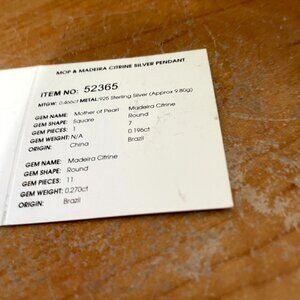 MOP & MADEIRA CITRINE SILVER PENDANT
ITEM NO: 52365
MTGW: 0.466ct METAL: 925 Sterling Silver (Approx 9.80g)
GEM NAME: Mother of Pearl Madeira Citrine
GEM SHAPE: Square Round
GEM PIECES: 1 7
GEM WEIGHT: N/A 0.196ct
ORIGIN: China Brazil
GEM NAME: Madeira Citrine
GEM SHAPE: Round
GEM PIECES: 11
GEM WEIGHT: 0.270ct
ORIGIN: Brazil